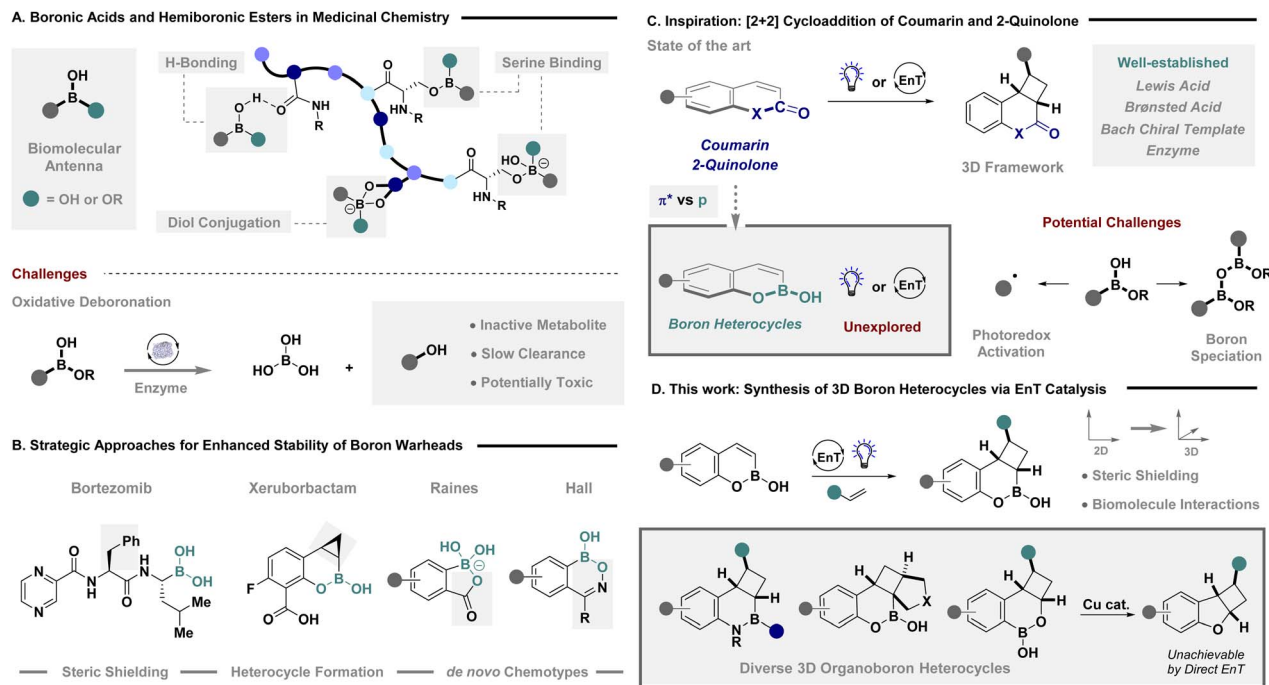 A. Boronic Acids and Hemiboronic Esters in Medicinal Chemistry
OH
B
Biomolecular
Antenna
= OH or OR
H-Bonding
O
H
B
O
N
H
R
O
O
B
N
H
R
Serine Binding
O
HO
B
O
N
H
R
O
B
O
Diol Conjugation
Challenges
Oxidative Deboronation
OH
B
OR
Enzyme
OH
B
HO
OH
+
OH
• Inactive Metabolite
• Slow Clearance
• Potentially Toxic
B. Strategic Approaches for Enhanced Stability of Boron Warheads
Bortezomib
Xeruborbactam
Raines
Hall
N
N
O
N
H
Ph
O
H
N
OH
B
OH
Me
Me
F
O
OH
O
B
OH
HO
OH
B
O
O
OH
B
O
N
R
Steric Shielding
Heterocycle Formation
de novo Chemotypes
C. Inspiration: [2+2] Cycloaddition of Coumarin and 2-Quinolone
State of the art
X
O
Coumarin
2-Quinolone
or
EnT
H
H
X
O
3D Framework
Well-established
Lewis Acid
Brønsted Acid
Bach Chiral Template
Enzyme
π* vs p
O
B
OH
Boron Heterocycles
or
EnT
Unexplored
Potential Challenges
Photoredox
Activation
OH
B
OR
B
OR
O
B
OR
Boron
Speciation
D. This work: Synthesis of 3D Boron Heterocycles via EnT Catalysis
O
B
OH
EnT
H
H
O
B
OH
2D
3D
• Steric Shielding
• Biomolecule Interactions
H
H
N
R
B
H
H
X
O
B
OH
H
H
B
O
OH
Cu cat.
H
O
H
Unachievable
by Direct EnT
Diverse 3D Organoboron Heterocycles